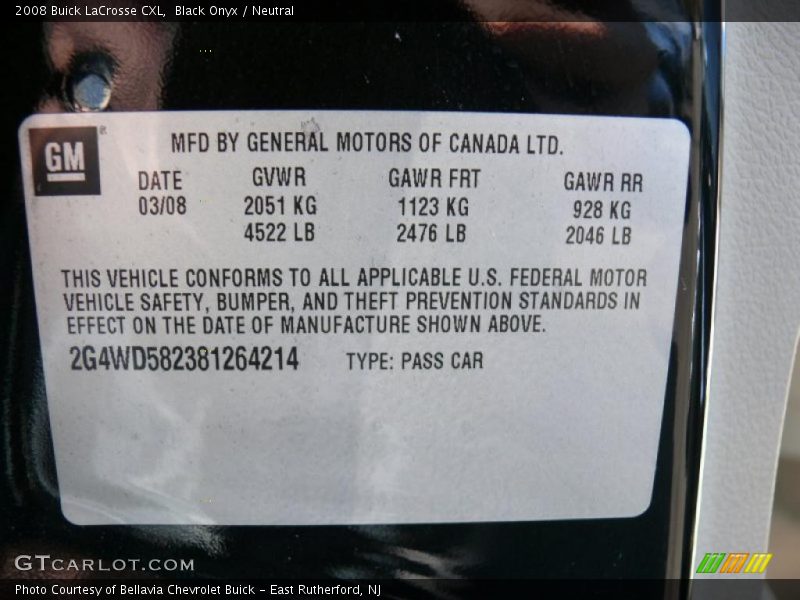 2008 Buick LaCrosse CXL, Black Onyx / Neutral
GM®
MFD BY GENERAL MOTORS OF CANADA LTD.
DATE GVWR GAWR FRT GAWR RR
03/08 2051 KG 1123 KG 928 KG
4522 LB 2476 LB 2046 LB
THIS VEHICLE CONFORMS TO ALL APPLICABLE U.S. FEDERAL MOTOR
VEHICLE SAFETY, BUMPER, AND THEFT PREVENTION STANDARDS IN
EFFECT ON THE DATE OF MANUFACTURE SHOWN ABOVE.
2G4WD582381264214 TYPE: PASS CAR
GTCARLOT.COM
Photo Courtesy of Bellavia Chevrolet Buick - East Rutherford, NJ